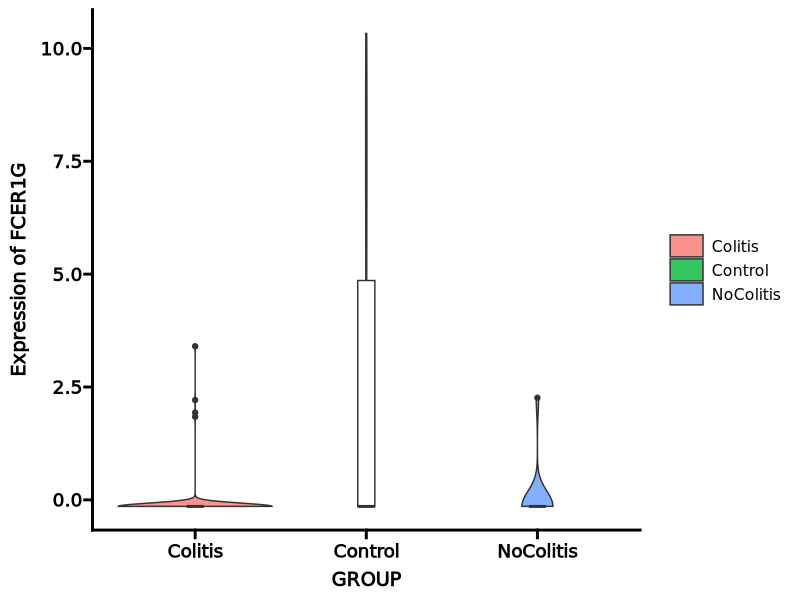 Expression of FCER1G
10.0
7.5
5.0
2.5
0.0
Colitis
Control
NoColitis
GROUP
Colitis
Control
NoColitis